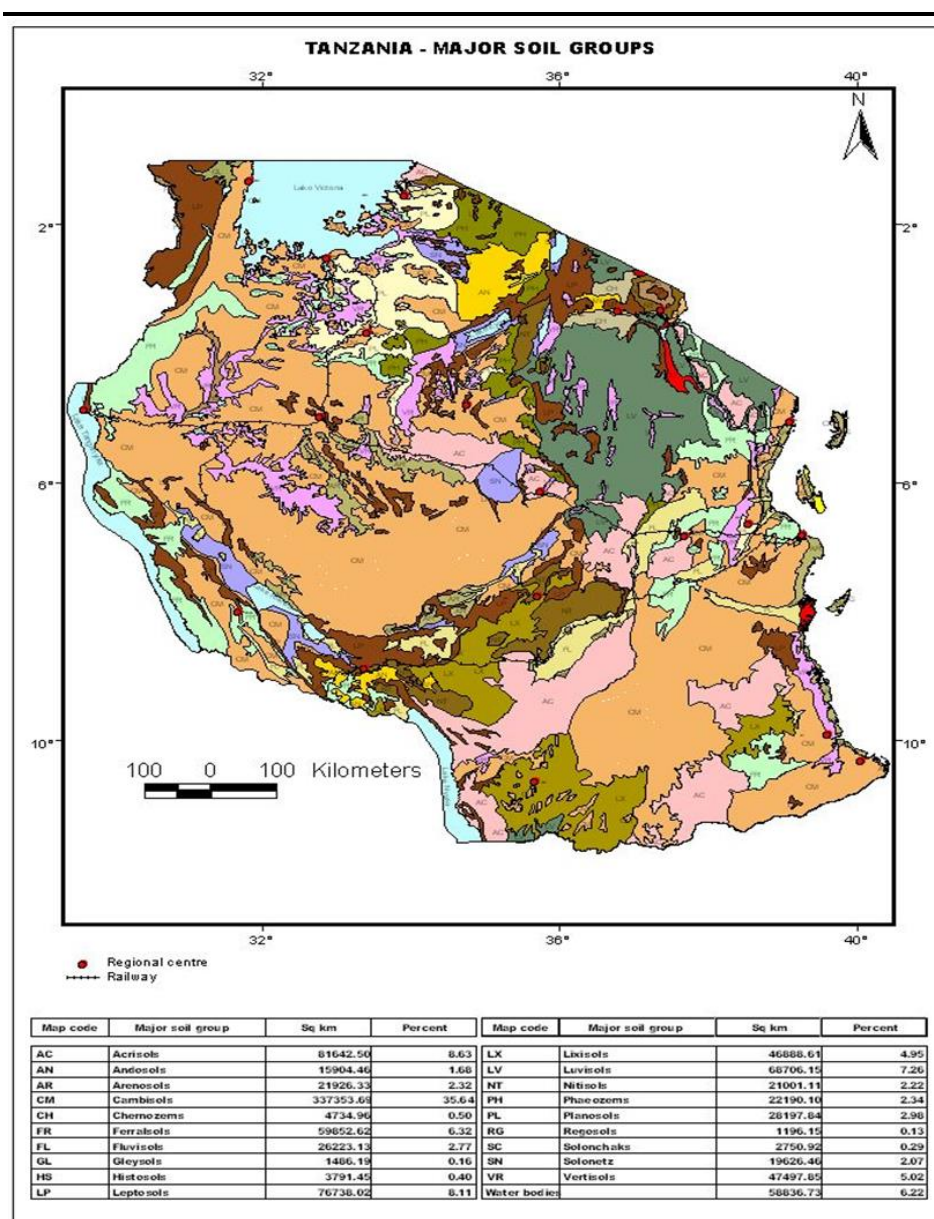 TANZANIA - MAJOR SOIL GROUPS
32° 36° 40°
N
Lake Victoria
2° 2°
6° 6°
10° 10°
100 0 100 Kilometers
32° 36° 40°
Regional centre
Railway
Map code Major soil group Sq km Percent Map code Major soil group Sq km Percent
AC Acrisols 81642.50 8.63 LX Lixisols 46888.61 4.95
AN Andosols 15904.46 1.68 LV Luvisols 68706.15 7.26
AR Arenosols 21926.33 2.32 NT Nitisols 21001.11 2.22
CM Cambisols 337353.69 35.64 PH Phaeozems 22190.10 2.34
CH Chernozems 4734.96 0.50 PL Planosols 28197.84 2.98
FR Ferralsols 59852.62 6.32 RG Regosols 1196.15 0.13
FL Fluvisols 26223.13 2.77 SC Solonchaks 2750.92 0.29
GL Gleysols 1486.19 0.16 SN Solonetz 19626.46 2.07
HS Histosols 3791.45 0.40 VR Vertisols 47497.85 5.02
LP Leptosols 76738.02 8.11 Water bodies 58836.73 6.22